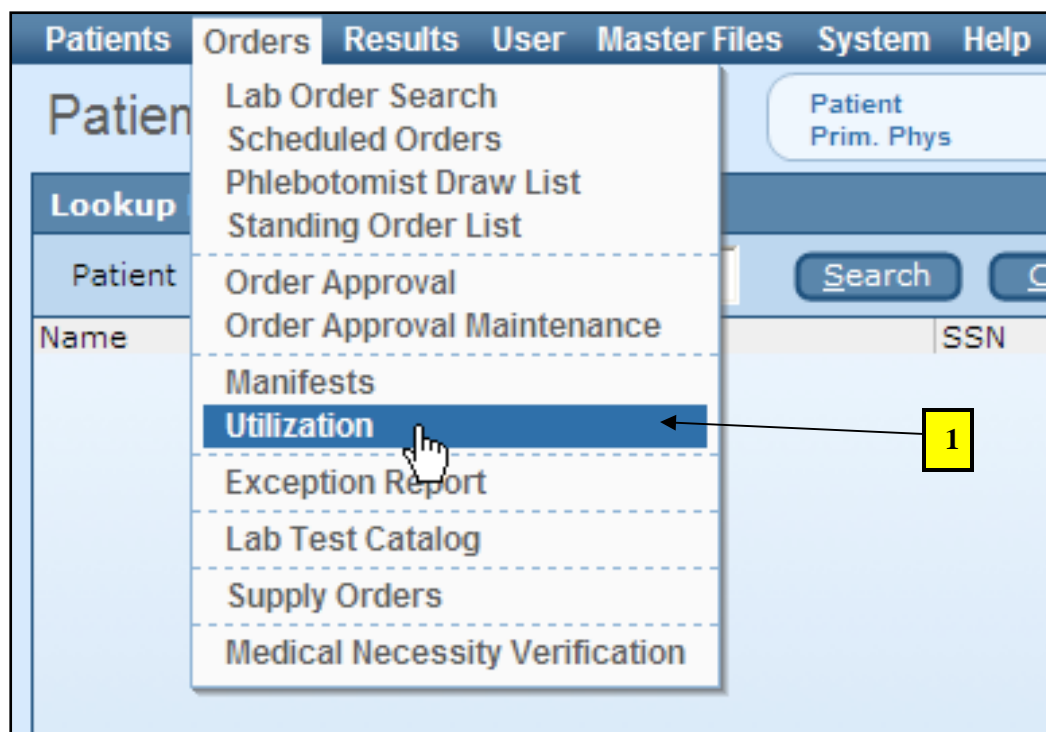 Patients Orders Results User Master Files System Help
Lab Order Search
Scheduled Orders
Phlebotomist Draw List
Standing Order List
Order Approval
Order Approval Maintenance
Manifests
Utilization
Exception Report
Lab Test Catalog
Supply Orders
Medical Necessity Verification
Patien
Patient
Prim. Phys
Lookup
Patient Search C
Name SSN
1